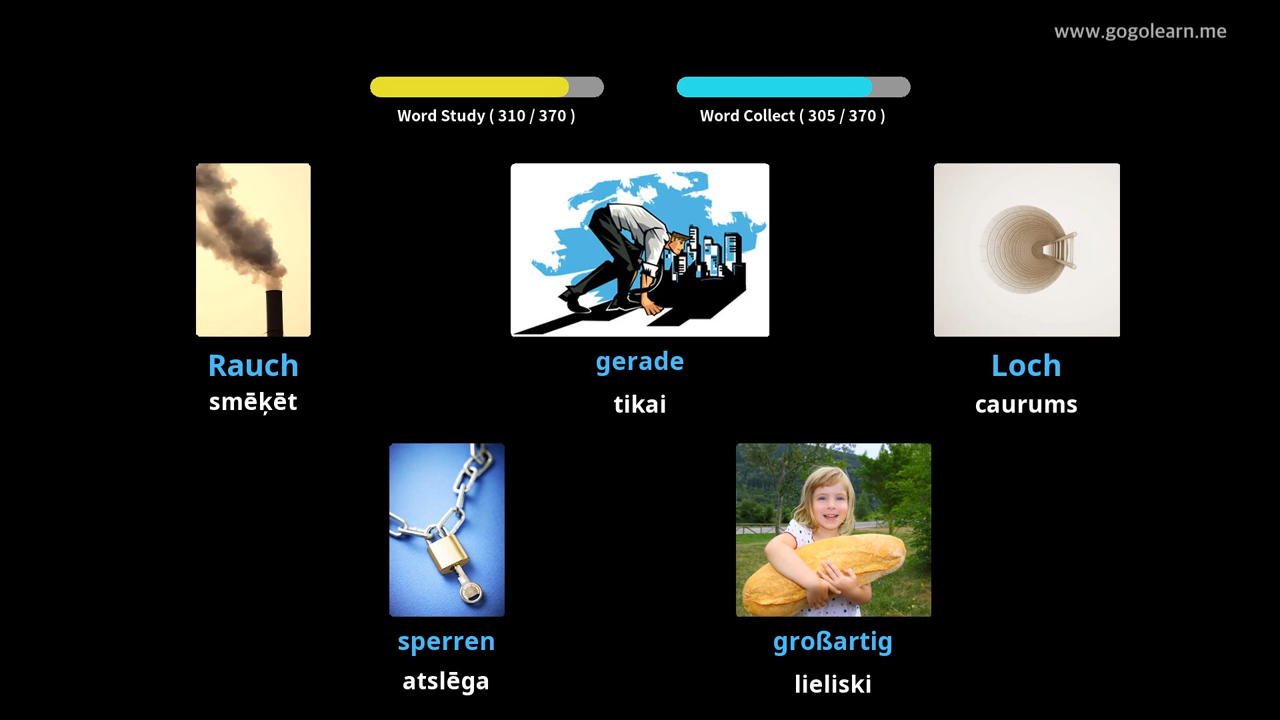 www.gogolearn.me
Word Study ( 310 / 370 )
Word Collect ( 305 / 370 )
Rauch
smēķēt
gerade
tikai
Loch
caurums
sperren
atslēga
großartig
lieliski